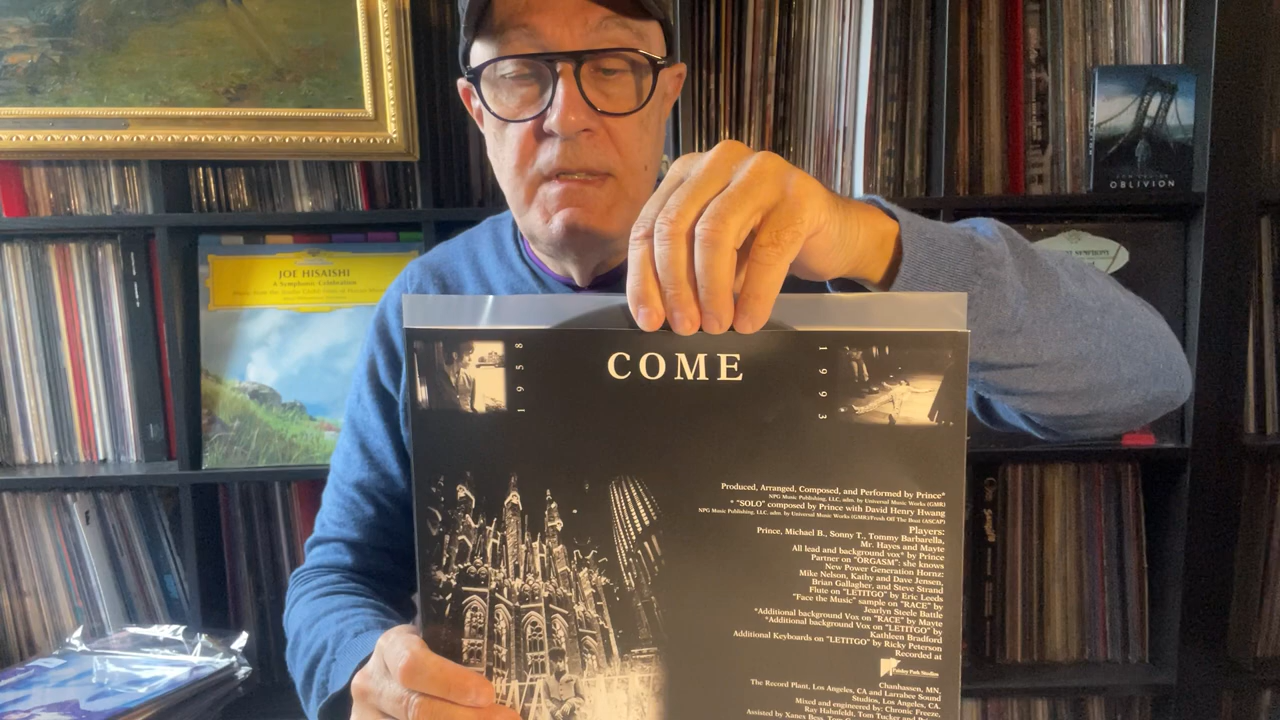 OBLIVION
JOE HISAISHI
A Symphonic Celebration
COME
1958
1993
Produced, Arranged, Composed, and Performed by Prince*
NPG Music Publishing, LLC, adm. by Universal Music Works (GMR)
* "SOLO" composed by Prince with David Henry Hwang
NPG Music Publishing, LLC, adm. by Universal Music Works (GMR)/Fresh Off The Boat (ASCAP)
Players:
Prince, Michael B., Sonny T., Tommy Barbarella,
Mr. Hayes and Mayte
All lead and background vox* by Prince
Partner on "ORGASM": she knows
New Power Generation Hornz:
Mike Nelson, Kathy and Dave Jensen,
Brian Gallagher, and Steve Strand
Flute on "LETITGO" by Eric Leeds
"Face the Music" sample on "RACE" by
Jearlyn Steele Battle
*Additional background Vox on "RACE" by Mayte
*Additional background Vox on "LETITGO" by
Kathleen Bradford
Additional Keyboards on "LETITGO" by Ricky Peterson
Recorded at
Paisley Park Studios
Chanhassen, MN.
The Record Plant, Los Angeles, CA and Larrabee Sound
Studios, Los Angeles, CA.
Mixed and engineered by: Chronic Freeze,
Ray Hahnfeldt, Tom Tucker and
Assisted by Xanex Bess, Tom